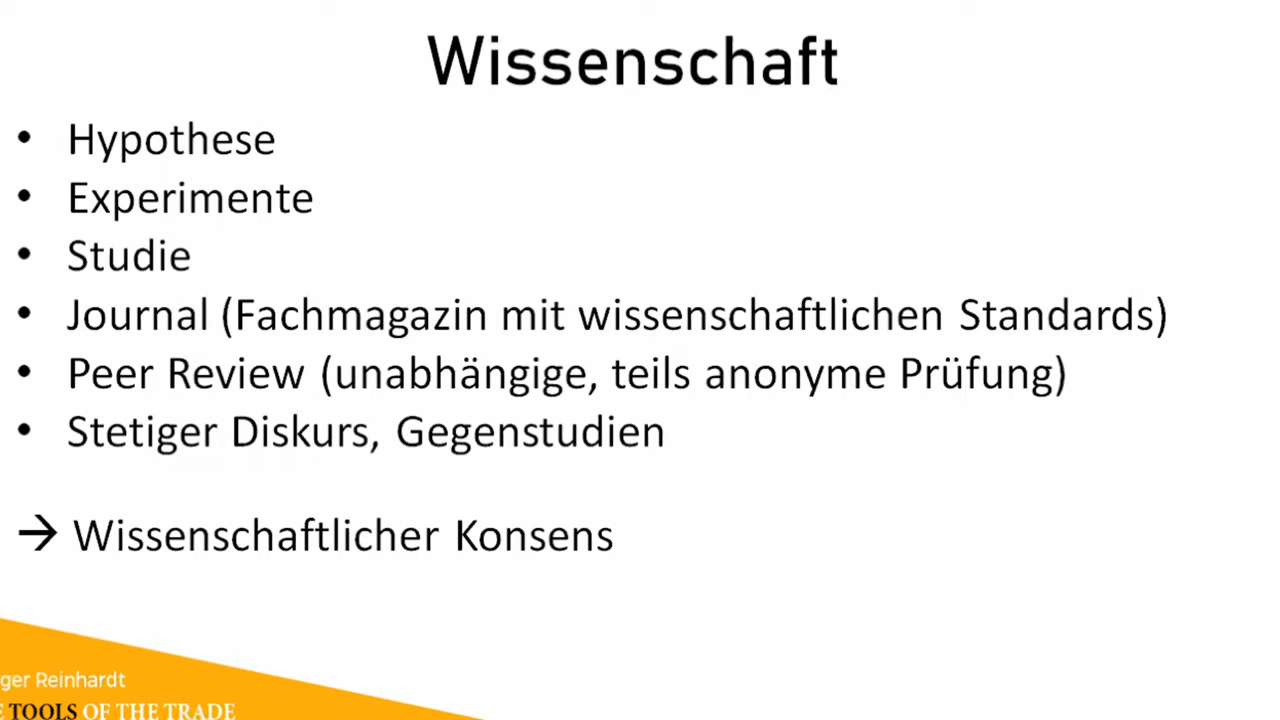 Wissenschaft
• Hypothese
• Experimente
• Studie
• Journal (Fachmagazin mit wissenschaftlichen Standards)
• Peer Review (unabhängige, teils anonyme Prüfung)
• Stetiger Diskurs, Gegenstudien
→ Wissenschaftlicher Konsens
ger Reinhardt
E TOOLS OF THE TRADE